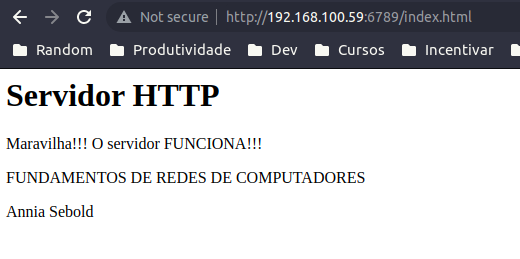 Not secure http://192.168.100.59:6789/index.html
Random Produtividade Dev Cursos Incentivar
Servidor HTTP
Maravilha!!! O servidor FUNCIONA!!!
FUNDAMENTOS DE REDES DE COMPUTADORES
Annia Sebold